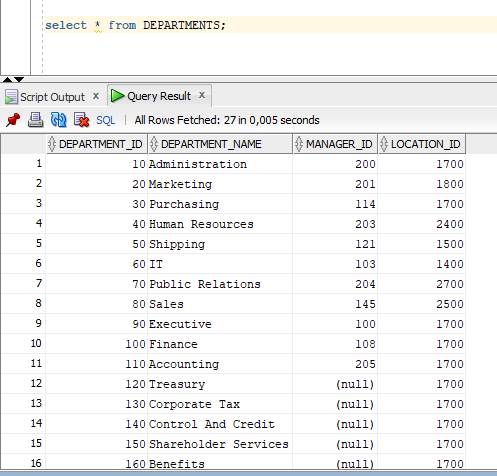 select * from DEPARTMENTS;
Script Output x Query Result x
SQL | All Rows Fetched: 27 in 0,005 seconds
DEPARTMENT_ID DEPARTMENT_NAME MANAGER_ID LOCATION_ID
1 10 Administration 200 1700
2 20 Marketing 201 1800
3 30 Purchasing 114 1700
4 40 Human Resources 203 2400
5 50 Shipping 121 1500
6 60 IT 103 1400
7 70 Public Relations 204 2700
8 80 Sales 145 2500
9 90 Executive 100 1700
10 100 Finance 108 1700
11 110 Accounting 205 1700
12 120 Treasury (null) 1700
13 130 Corporate Tax (null) 1700
14 140 Control And Credit (null) 1700
15 150 Shareholder Services (null) 1700
16 160 Benefits (null) 1700